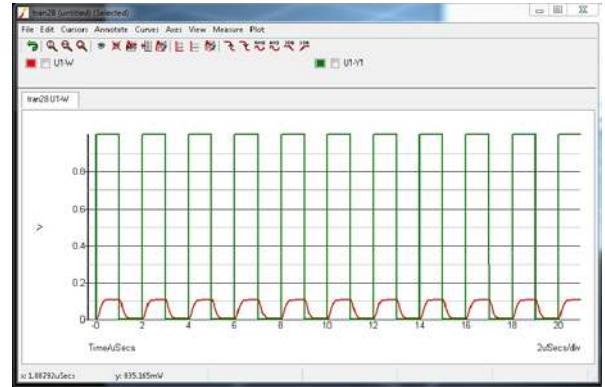 tran28 (untitled) (Selected)
File Edit Cursors Annotate Curves Axes View Measure Plot
U1-W
U1-Y1
tran28 U1-W
0.8
0.6
0.4
0.2
0
V
-0 2 4 6 8 10 12 14 16 18 20
Time/uSecs
2uSecs/div
x: 1.88292uSecs
y: 835.165mV